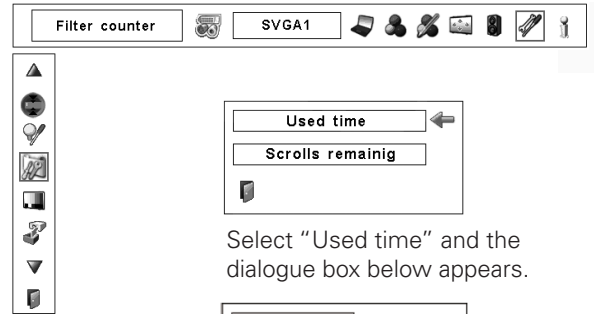 Filter counter
SVGA1
Used time
Scrolls remainig
Select “Used time” and the
dialogue box below appears.